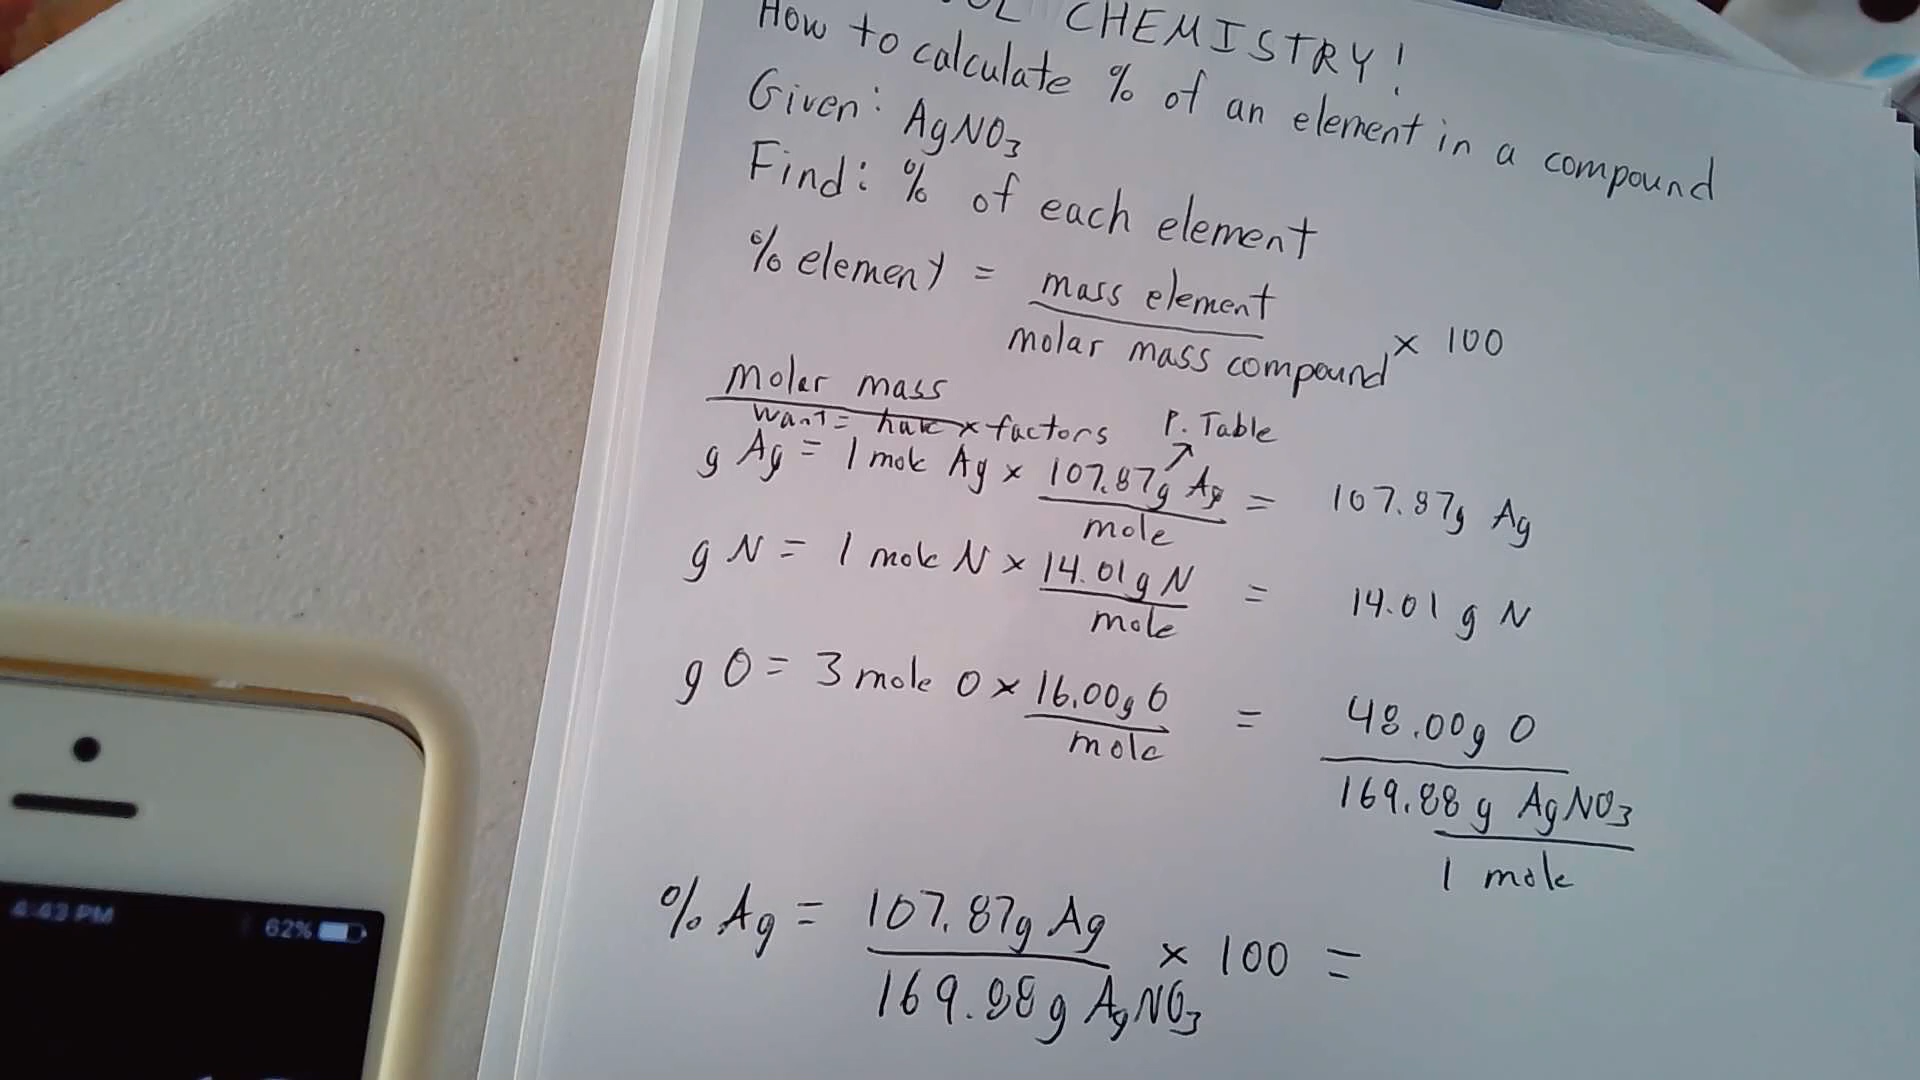 CHEMISTRY!
How to calculate % of an element in a compound
Given: AgNO3
Find: % of each element
% element = mass element / molar mass compound × 100
molar mass
want = have × factors P. Table
g Ag = 1 mole Ag × 107.87g Ag / mole = 107.87g Ag
g N = 1 mole N × 14.01g N / mole = 14.01 g N
g O = 3 mole O × 16.00g O / mole = 48.00g O
169.88 g AgNO3
1 mole
% Ag = 107.87g Ag / 169.88g AgNO3 × 100 =
4:43 PM 62%